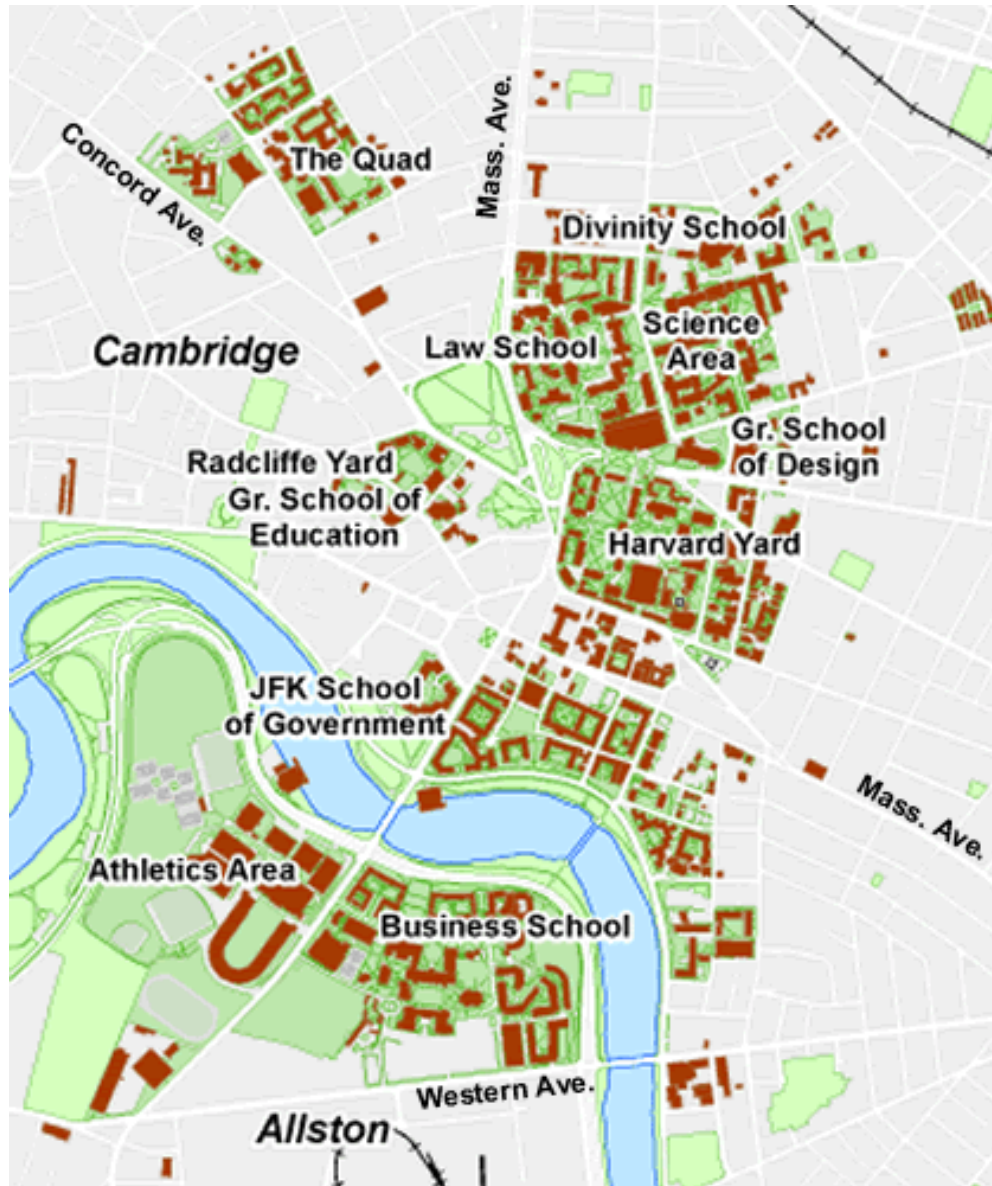 Mass. Ave.
Concord Ave.
The Quad
Divinity School
Science
Area
Cambridge
Law School
Gr. School
of Design
Radcliffe Yard
Gr. School of
Education
Harvard Yard
JFK School
of Government
Mass. Ave.
Athletics Area
Business School
Western Ave.
Allston